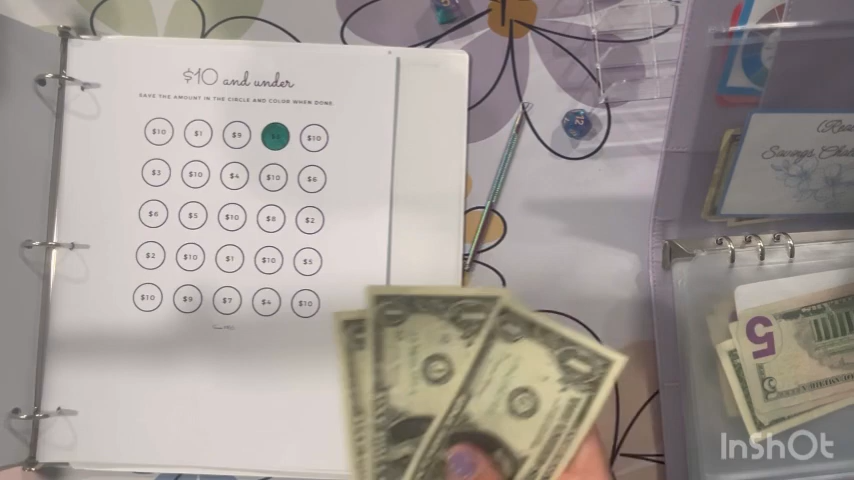 $10 and under
SAVE THE AMOUNT IN THE CIRCLE AND COLOR WHEN DONE
$10 $1 $9 $10
$3 $10 $4 $10 $6
$6 $5 $10 $8 $2
$2 $10 $1 $10 $5
$10 $9 $7 $4 $10
12
Savings
5
InShOt